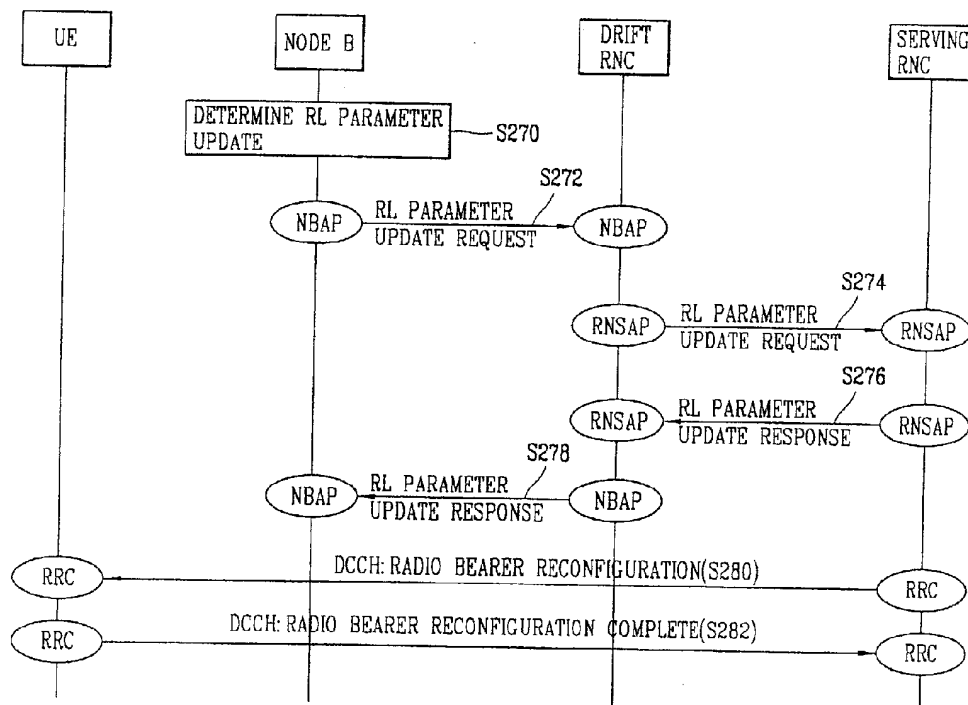 UE
NODE B
DRIFT
RNC
SERVING
RNC
DETERMINE RL PARAMETER
UPDATE
S270
S272
NBAP
RL PARAMETER
UPDATE REQUEST
NBAP
S274
RNSAP
RL PARAMETER
UPDATE REQUEST
RNSAP
S276
RNSAP
RL PARAMETER
UPDATE RESPONSE
RNSAP
S278
NBAP
RL PARAMETER
UPDATE RESPONSE
NBAP
DCCH:RADIO BEARER RECONFIGURATION(S280)
RRC
RRC
DCCH:RADIO BEARER RECONFIGURATION COMPLETE(S282)
RRC
RRC